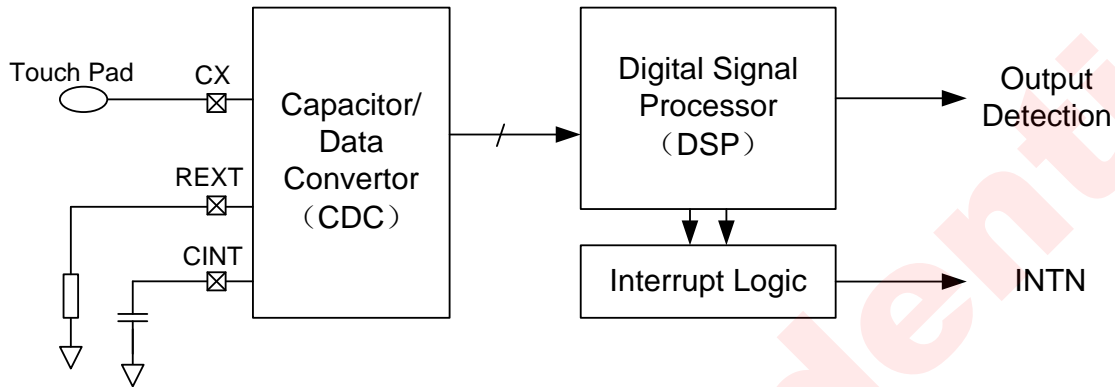 Touch Pad
CX
REXT
CINT
Capacitor/
Data
Convertor
（CDC）
Digital Signal
Processor
（DSP）
Interrupt Logic
Output
Detection
INTN